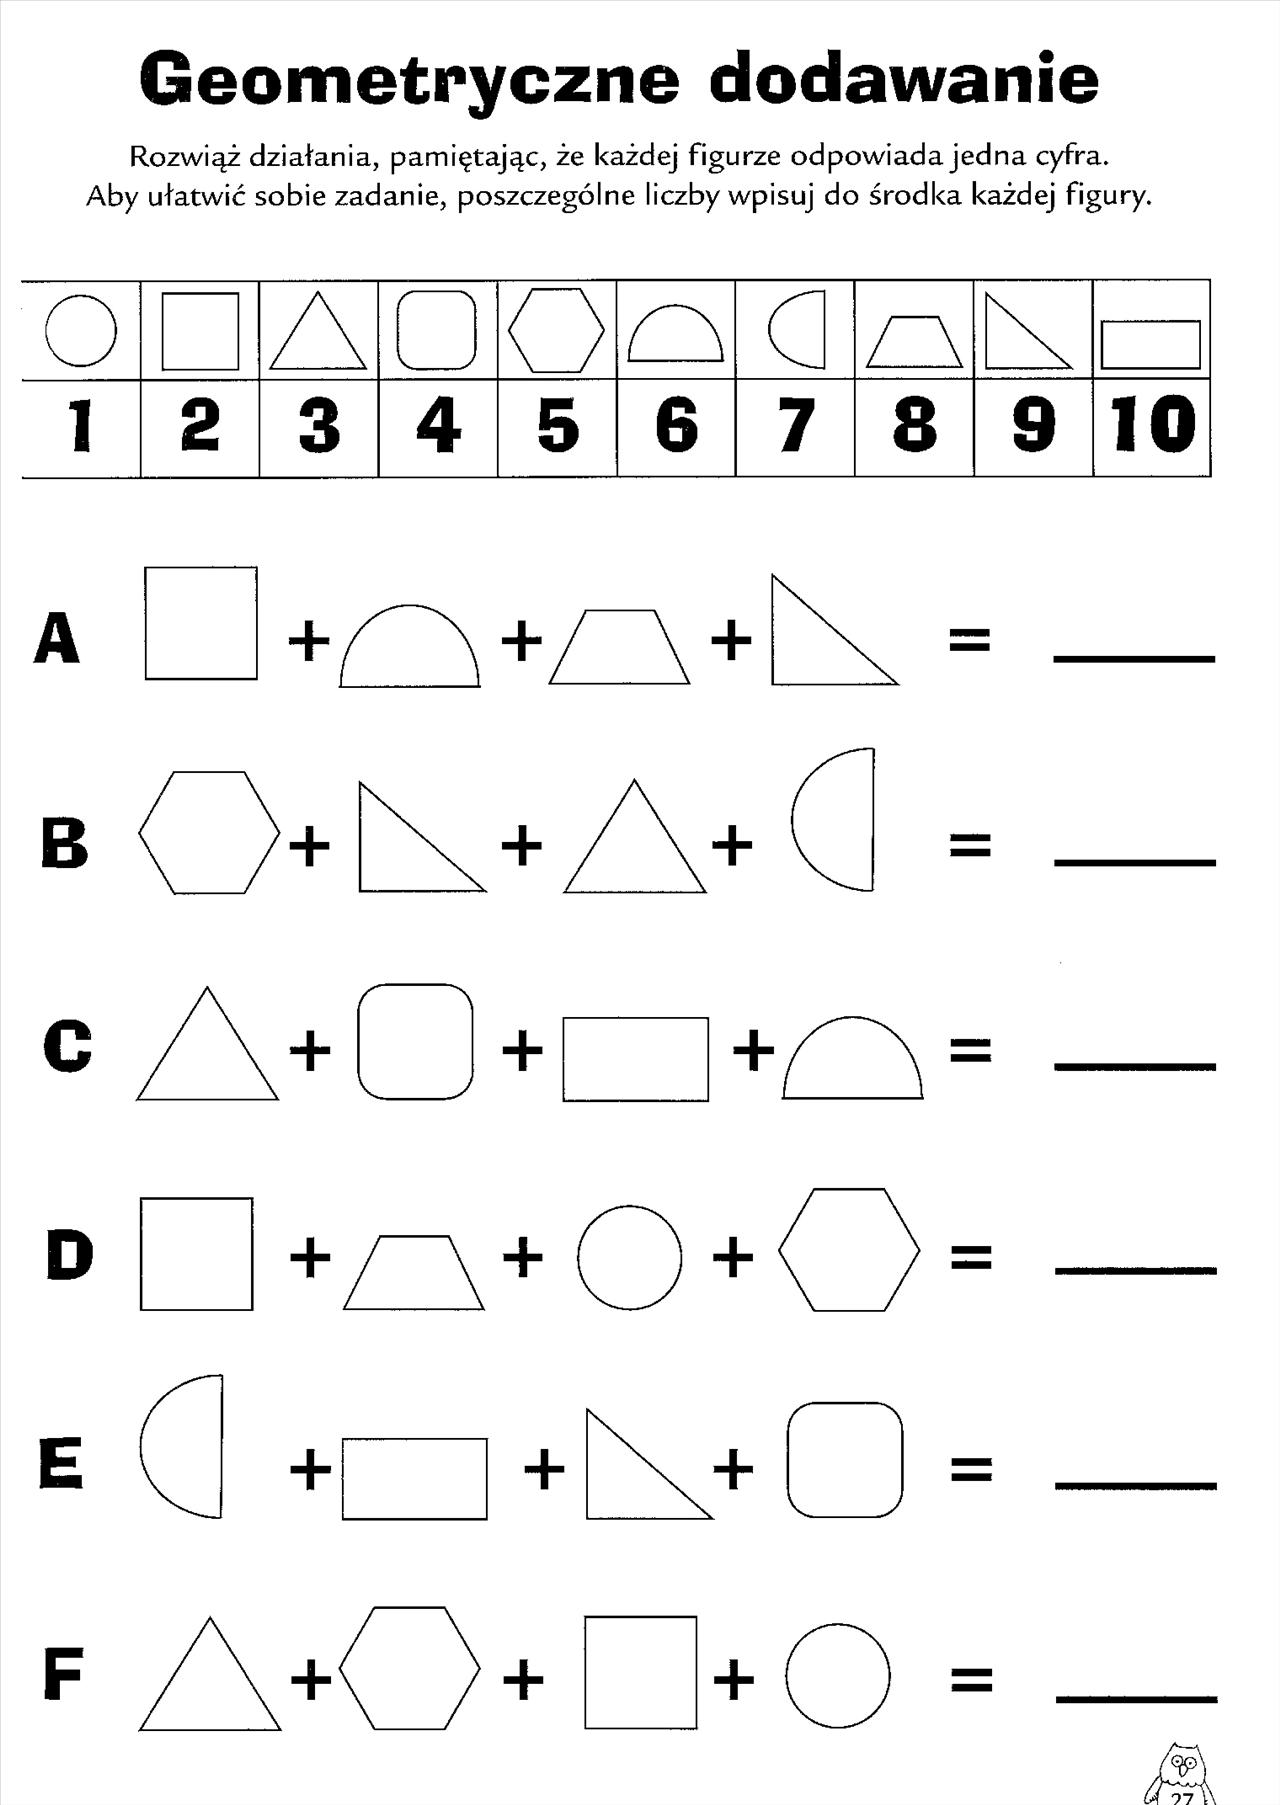 Geometryczne dodawanie
Rozwiąż działania, pamiętając, że każdej figurze odpowiada jedna cyfra.
Aby ułatwić sobie zadanie, poszczególne liczby wpisuj do środka każdej figury.
1 2 3 4 5 6 7 8 9 10
A + + + =
B + + + =
C + + + =
D + + + =
E + + + =
F + + + =
27